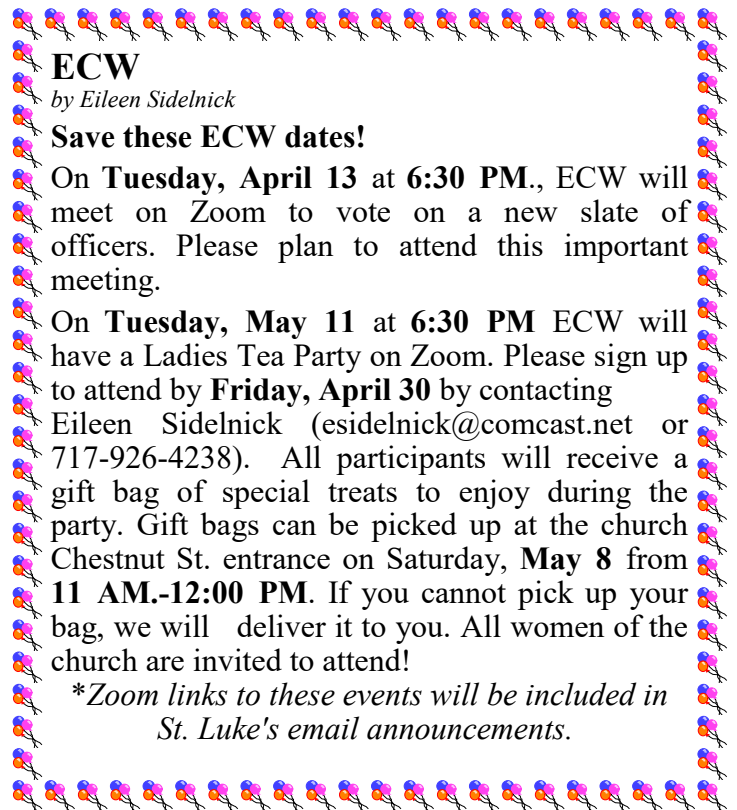 ECW
by Eileen Sidelnick
Save these ECW dates!
On Tuesday, April 13 at 6:30 PM., ECW will
meet on Zoom to vote on a new slate of
officers. Please plan to attend this important
meeting.
On Tuesday, May 11 at 6:30 PM ECW will
have a Ladies Tea Party on Zoom. Please sign up
to attend by Friday, April 30 by contacting
Eileen Sidelnick (esidelnick@comcast.net or
717-926-4238). All participants will receive a
gift bag of special treats to enjoy during the
party. Gift bags can be picked up at the church
Chestnut St. entrance on Saturday, May 8 from
11 AM.-12:00 PM. If you cannot pick up your
bag, we will deliver it to you. All women of the
church are invited to attend!
*Zoom links to these events will be included in
St. Luke's email announcements.